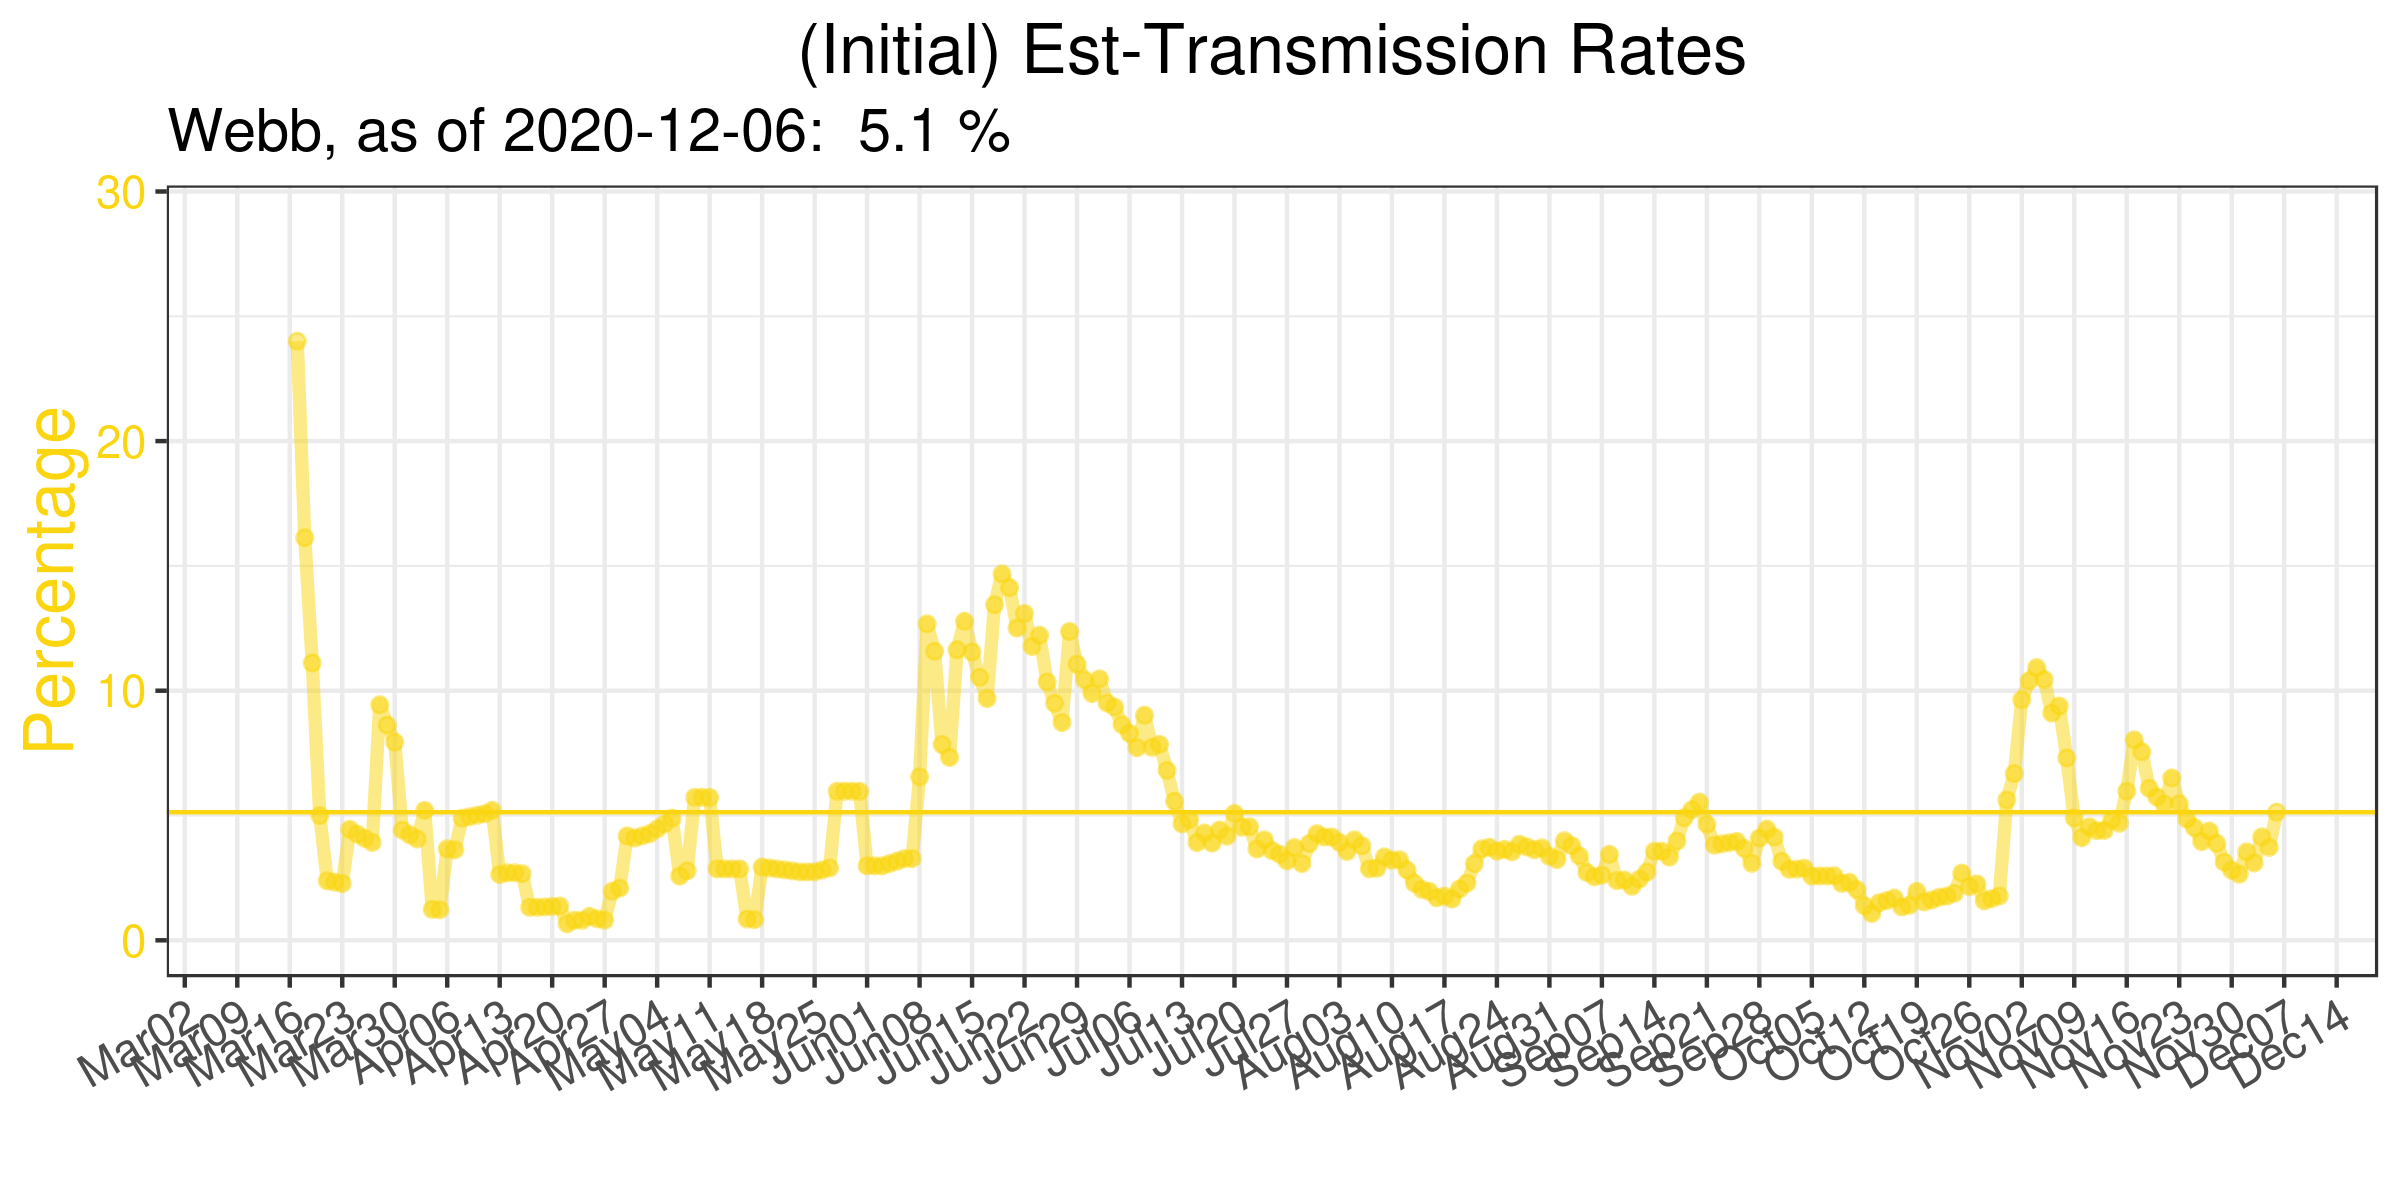 (Initial) Est-Transmission Rates
Webb, as of 2020-12-06:  5.1 %
Percentage
30
20
10
0
Mar02 Mar09 Mar16 Mar23 Mar30 Apr06 Apr13 Apr20 Apr27 May04 May11 May18 May25 Jun01 Jun08 Jun15 Jun22 Jun29 Jul06 Jul13 Jul20 Jul27 Aug03 Aug10 Aug17 Aug24 Aug31 Sep07 Sep14 Sep21 Sep28 Oct05 Oct12 Oct19 Oct26 Nov02 Nov09 Nov16 Nov23 Nov30 Dec07 Dec14